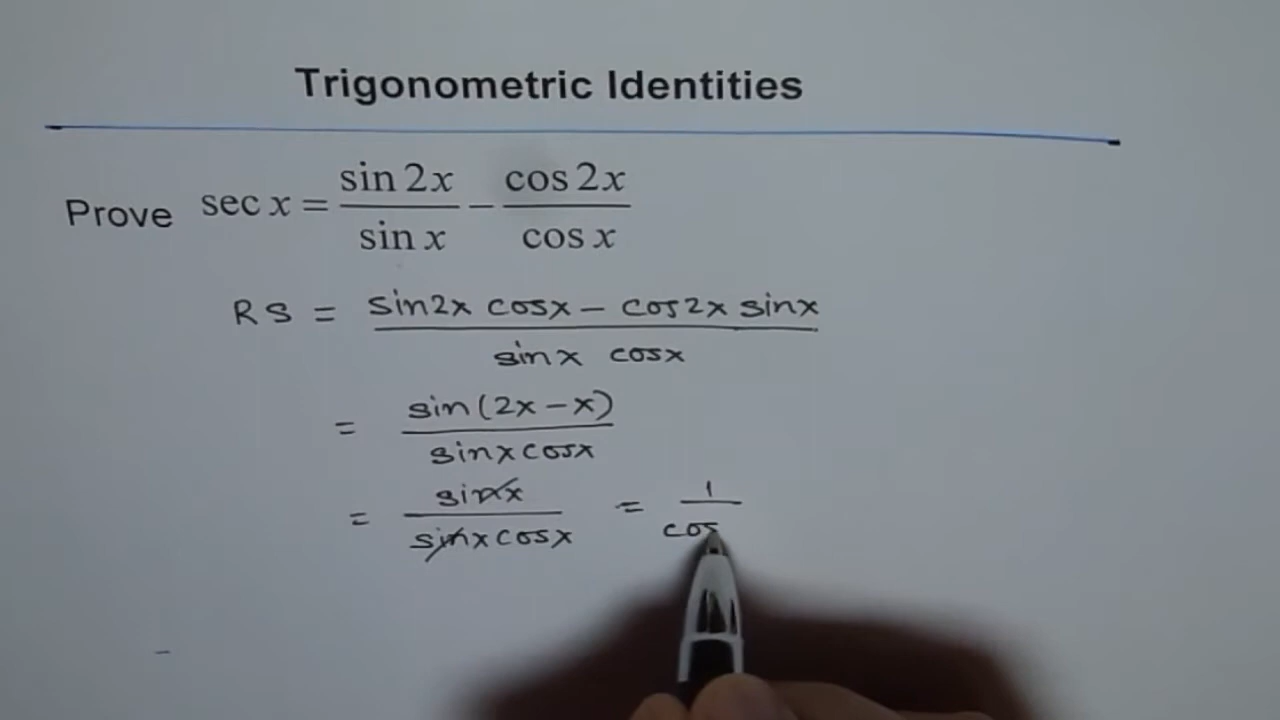 Trigonometric Identities
Prove sec x = sin 2x / sin x − cos 2x / cos x
RS = sin2x cosx − cos2x sinx / sinx cosx
= sin(2x − x) / sinx cosx
= sinx / sinx cosx = 1 / cos